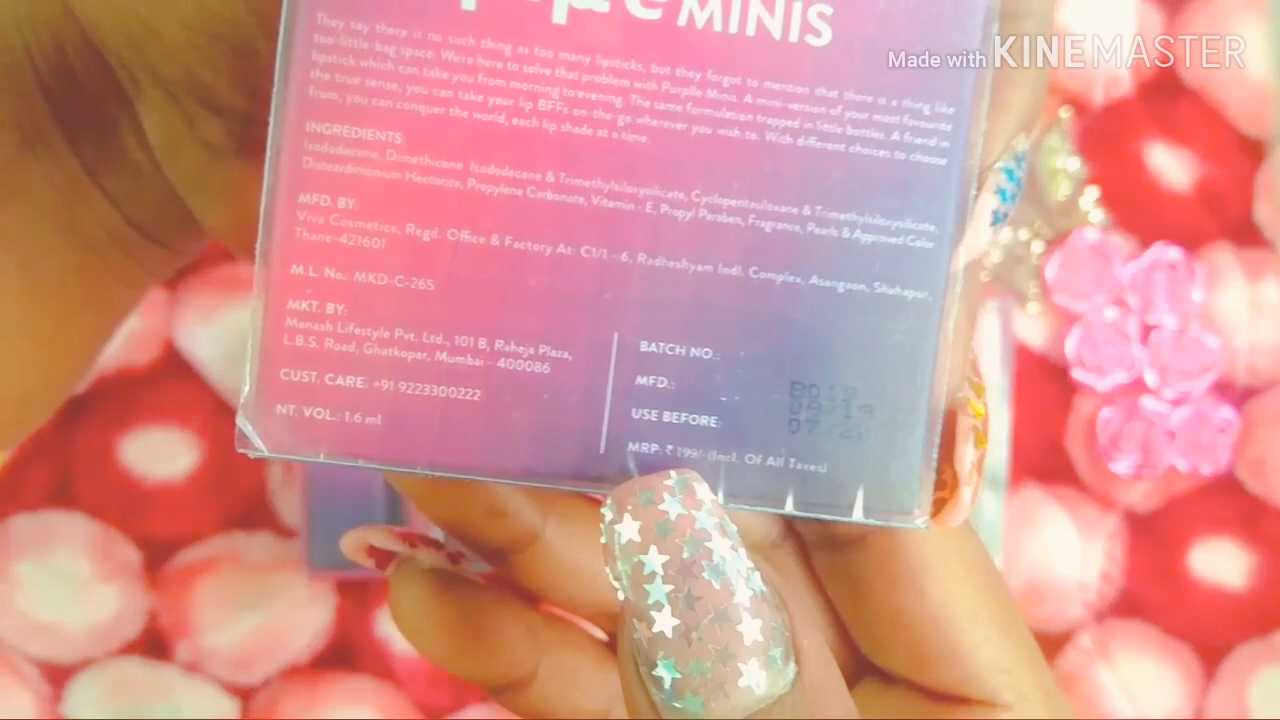 MINIS
Made with KINEMASTER
They say there is no such thing as too many lipsticks, but they forgot to mention that there is a thing like
too-little-bag space. We're here to solve that problem with Purplle Minis. A mini-version of your most favourite
lipstick which can take you from morning to evening. The same formulation trapped in little bottles. A friend in
the true sense, you can take your lip BFFs on-the-go wherever you wish to. With different choices to choose
from, you can conquer the world, each lip shade at a time.
INGREDIENTS:
Isododecane, Dimethicone Isododecane & Trimethylsiloxysilicate, Cyclopentasiloxane & Trimethylsiloxysilicate,
Disteardimonium Hectorite, Propylene Carbonate, Vitamin - E, Propyl Paraben, Fragrance, Pearls & Approved Color
MFD. BY:
Viva Cosmetics, Regd. Office & Factory At: C1/1 - 6, Radheshyam Indl. Complex, Asangaon, Shahapur,
Thane-421601
M.L. No. MKD-C-265
MKT. BY:
Manash Lifestyle Pvt. Ltd., 101 B, Raheja Plaza,
L.B.S. Road, Ghatkopar, Mumbai - 400086
CUST. CARE. +91 9223300222
NT. VOL.: 1.6 ml
BATCH NO.:
MFD.:
USE BEFORE: 07/22
MRP: ₹ 199/- (Incl. Of All Taxes)